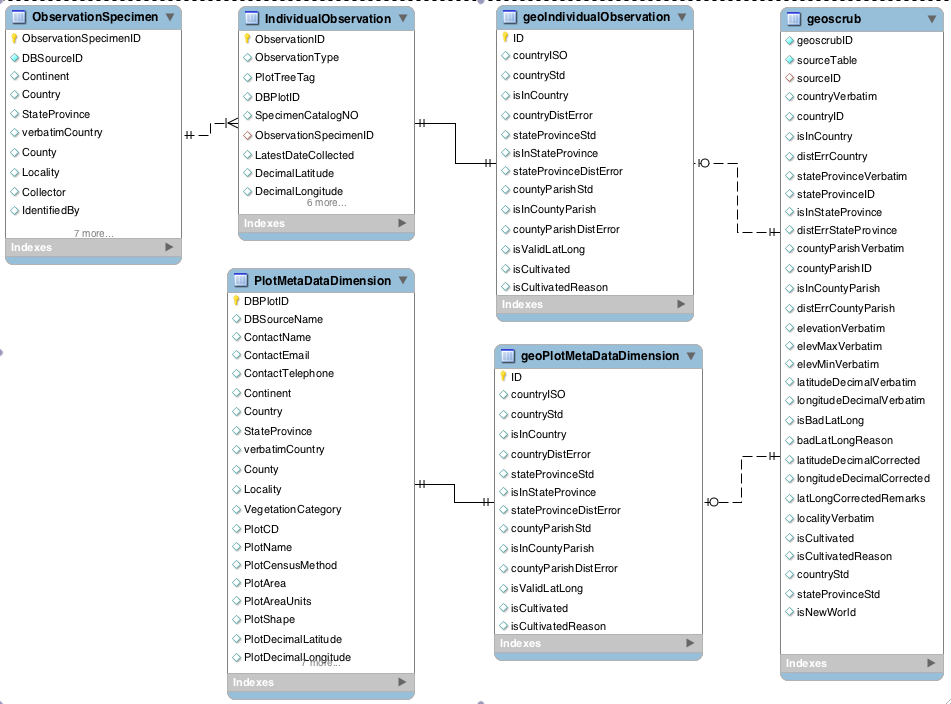 ObservationSpecimen
ObservationSpecimenID
DBSourceID
Continent
Country
StateProvince
verbatimCountry
County
Locality
Collector
IdentifiedBy
7 more...
Indexes
IndividualObservation
ObservationID
ObservationType
PlotTreeTag
DBPlotID
SpecimenCatalogNO
ObservationSpecimenID
LatestDateCollected
DecimalLatitude
DecimalLongitude
6 more...
Indexes
PlotMetaDataDimension
DBPlotID
DBSourceName
ContactName
ContactEmail
ContactTelephone
Continent
Country
StateProvince
verbatimCountry
County
Locality
VegetationCategory
PlotCD
PlotName
PlotCensusMethod
PlotArea
PlotAreaUnits
PlotShape
PlotDecimalLatitude
PlotDecimalLongitude
7 more...
Indexes
geoIndividualObservation
ID
countryISO
countryStd
isInCountry
countryDistError
stateProvinceStd
isInStateProvince
stateProvinceDistError
countyParishStd
isInCountyParish
countyParishDistError
isValidLatLong
isCultivated
isCultivatedReason
Indexes
geoPlotMetaDataDimension
ID
countryISO
countryStd
isInCountry
countryDistError
stateProvinceStd
isInStateProvince
stateProvinceDistError
countyParishStd
isInCountyParish
countyParishDistError
isValidLatLong
isCultivated
isCultivatedReason
Indexes
geoscrub
geoscrubID
sourceTable
sourceID
countryVerbatim
countryID
isInCountry
distErrCountry
stateProvinceVerbatim
stateProvinceID
isInStateProvince
distErrStateProvince
countyParishVerbatim
countyParishID
isInCountyParish
distErrCountyParish
elevationVerbatim
elevMaxVerbatim
elevMinVerbatim
latitudeDecimalVerbatim
longitudeDecimalVerbatim
isBadLatLong
badLatLongReason
latitudeDecimalCorrected
longitudeDecimalCorrected
latLongCorrectedRemarks
localityVerbatim
isCultivated
isCultivatedReason
countryStd
stateProvinceStd
isNewWorld
Indexes